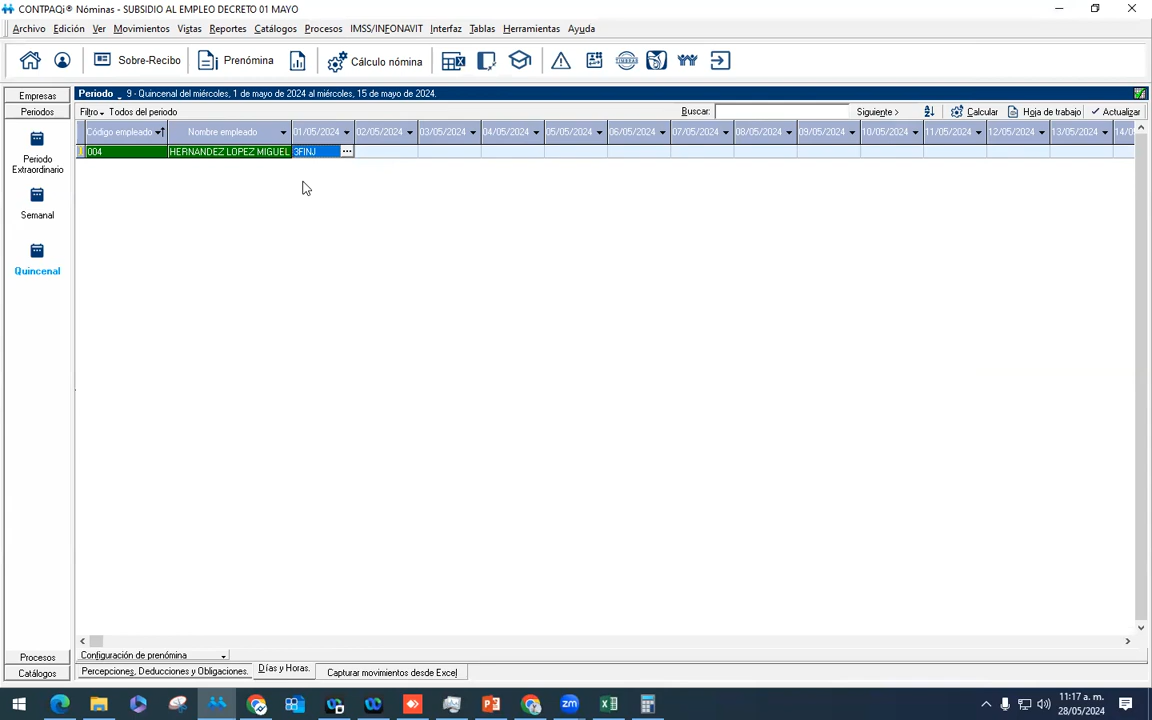 CONTPAQi® Nóminas - SUBSIDIO AL EMPLEO DECRETO 01 MAYO
Archivo Edición Ver Movimientos Vistas Reportes Catálogos Procesos IMSS/INFONAVIT Interfaz Tablas Herramientas Ayuda
Sobre-Recibo Prenómina Cálculo nómina
Empresas
Periodos
Periodo 9 - Quincenal del miércoles, 1 de mayo de 2024 al miércoles, 15 de mayo de 2024.
Filtro Todos del periodo Buscar: Siguiente > Calcular Hoja de trabajo Actualizar
Código empleado Nombre empleado 01/05/2024 02/05/2024 03/05/2024 04/05/2024 05/05/2024 06/05/2024 07/05/2024 08/05/2024 09/05/2024 10/05/2024 11/05/2024 12/05/2024 13/05/2024 14/0
004 HERNANDEZ LOPEZ MIGUEL 3FINJ ...
Periodo
Extraordinario
Semanal
Quincenal
Procesos
Catálogos
Configuración de prenómina
Percepciones, Deducciones y Obligaciones. Días y Horas. Capturar movimientos desde Excel
11:17 a. m.
28/05/2024